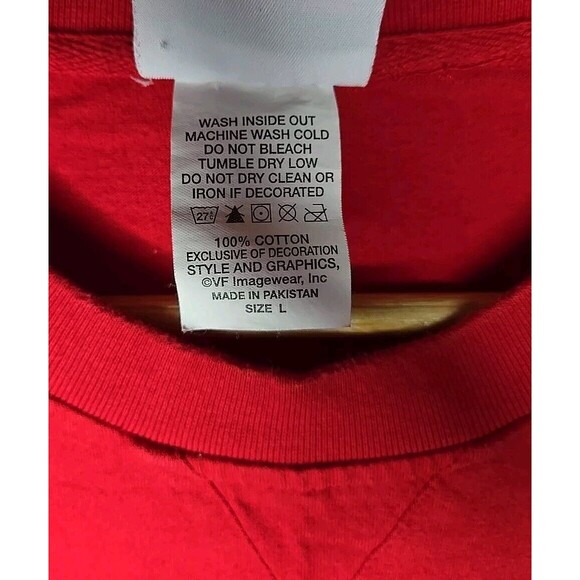 WASH INSIDE OUT
MACHINE WASH COLD
DO NOT BLEACH
TUMBLE DRY LOW
DO NOT DRY CLEAN OR
IRON IF DECORATED
100% COTTON
EXCLUSIVE OF DECORATION
STYLE AND GRAPHICS,
©VF Imagewear, Inc
MADE IN PAKISTAN
SIZE L